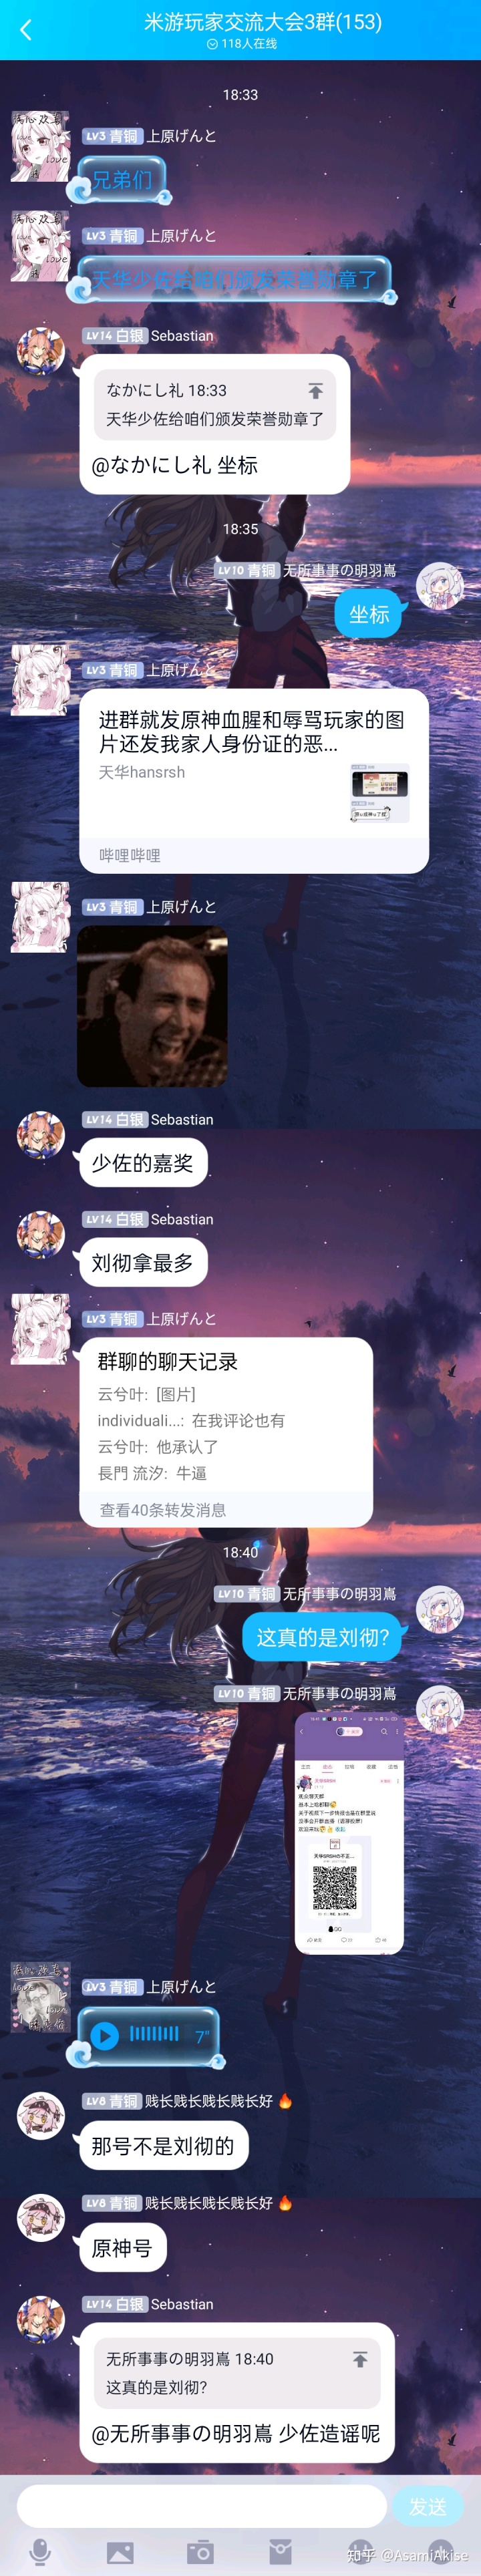 米游玩家交流大会3群(153)
118人在线
18:33
LV3 青铜 上原げんと
兄弟们
LV3 青铜 上原げんと
天华少佐给咱们颁发荣誉勋章了
LV14 白银 Sebastian
なかにし礼 18:33
天华少佐给咱们颁发荣誉勋章了
@なかにし礼 坐标
18:35
LV10 青铜 无所事事の明羽嶌
坐标
LV3 青铜 上原げんと
进群就发原神血腥和辱骂玩家的图
片还发我家人身份证的恶...
天华hansrsh
哔哩哔哩
LV3 青铜 上原げんと
LV14 白银 Sebastian
少佐的嘉奖
LV14 白银 Sebastian
刘彻拿最多
LV3 青铜 上原げんと
群聊的聊天记录
云兮叶: [图片]
individuali...: 在我评论也有
云兮叶: 他承认了
長門 流汐: 牛逼
查看40条转发消息
18:40
LV10 青铜 无所事事の明羽嶌
这真的是刘彻?
LV10 青铜 无所事事の明羽嶌
QQ
LV3 青铜 上原げんと
7"
LV8 青铜 贱长贱长贱长贱长好 🔥
那号不是刘彻的
LV8 青铜 贱长贱长贱长贱长好 🔥
原神号
LV14 白银 Sebastian
无所事事の明羽嶌 18:40
这真的是刘彻?
@无所事事の明羽嶌 少佐造谣呢
发送
知乎 @AsamiAkise